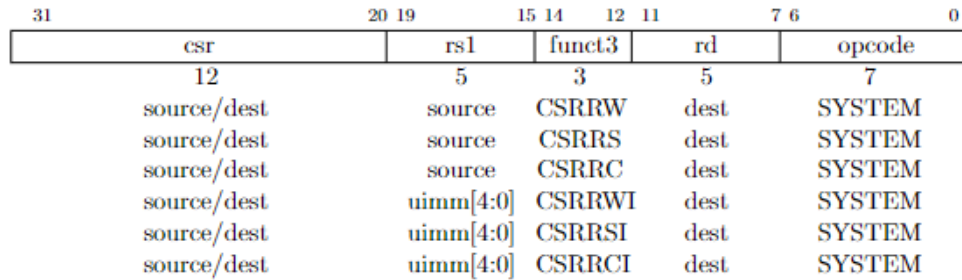 31 20 19 15 14 12 11 7 6 0
csr rs1 funct3 rd opcode
12 5 3 5 7
source/dest source CSRRW dest SYSTEM
source/dest source CSRRS dest SYSTEM
source/dest source CSRRC dest SYSTEM
source/dest uimm[4:0] CSRRWI dest SYSTEM
source/dest uimm[4:0] CSRRSI dest SYSTEM
source/dest uimm[4:0] CSRRCI dest SYSTEM